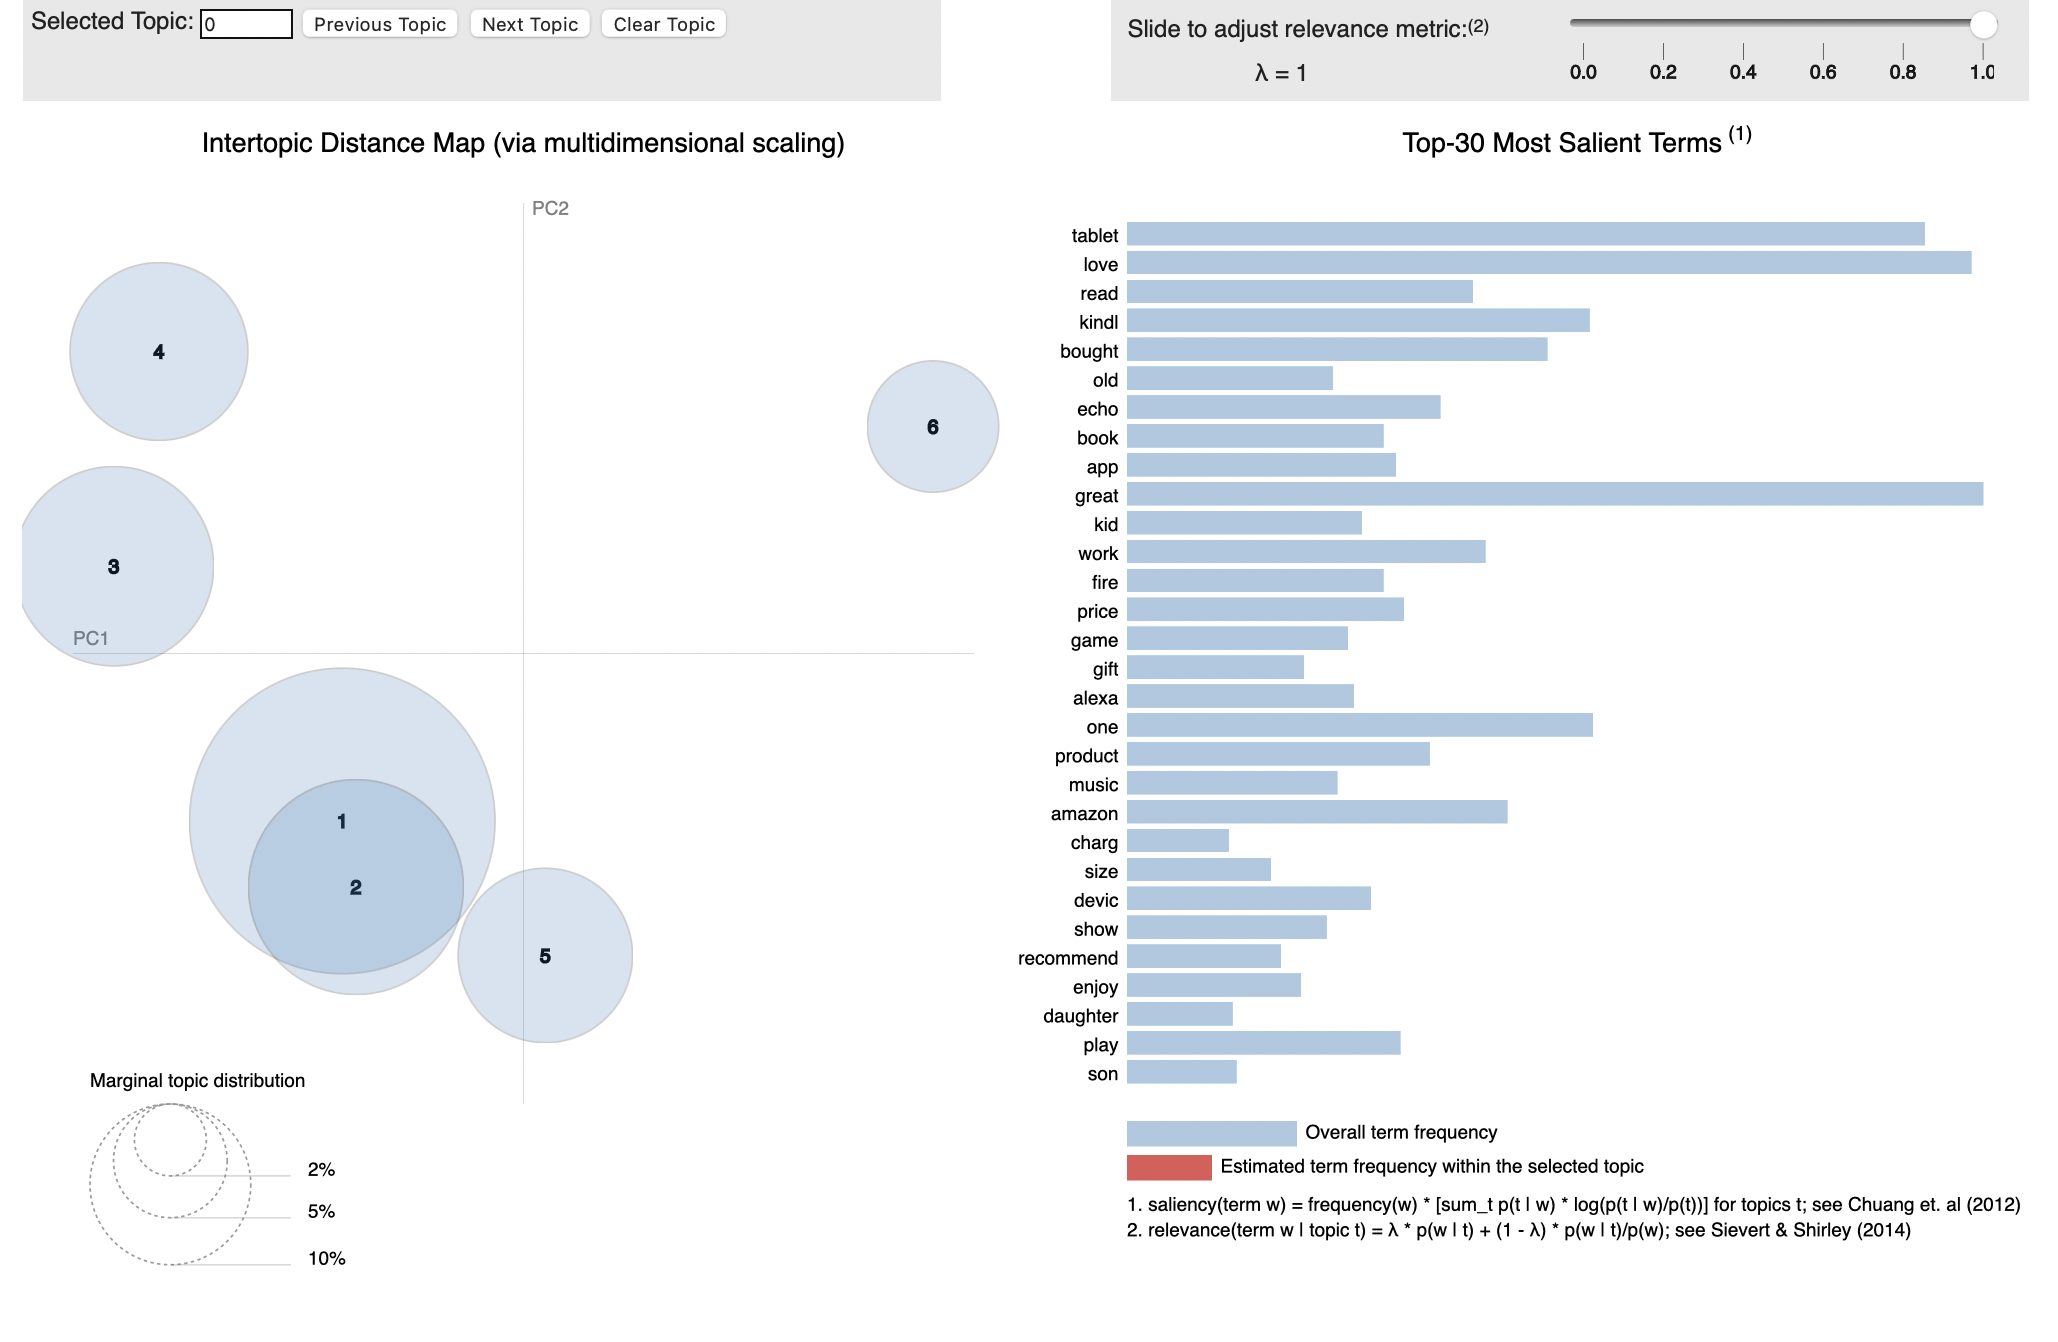 Selected Topic: 0 Previous Topic Next Topic Clear Topic
Slide to adjust relevance metric:(2)
λ = 1
0.0 0.2 0.4 0.6 0.8 1.0
Intertopic Distance Map (via multidimensional scaling)
PC2
4
6
3
PC1
1
2
5
Marginal topic distribution
2%
5%
10%
Top-30 Most Salient Terms (1)
tablet
love
read
kindl
bought
old
echo
book
app
great
kid
work
fire
price
game
gift
alexa
one
product
music
amazon
charg
size
devic
show
recommend
enjoy
daughter
play
son
Overall term frequency
Estimated term frequency within the selected topic
1. saliency(term w) = frequency(w) * [sum_t p(t | w) * log(p(t | w)/p(t))] for topics t; see Chuang et. al (2012)
2. relevance(term w | topic t) = λ * p(w | t) + (1 - λ) * p(w | t)/p(w); see Sievert & Shirley (2014)